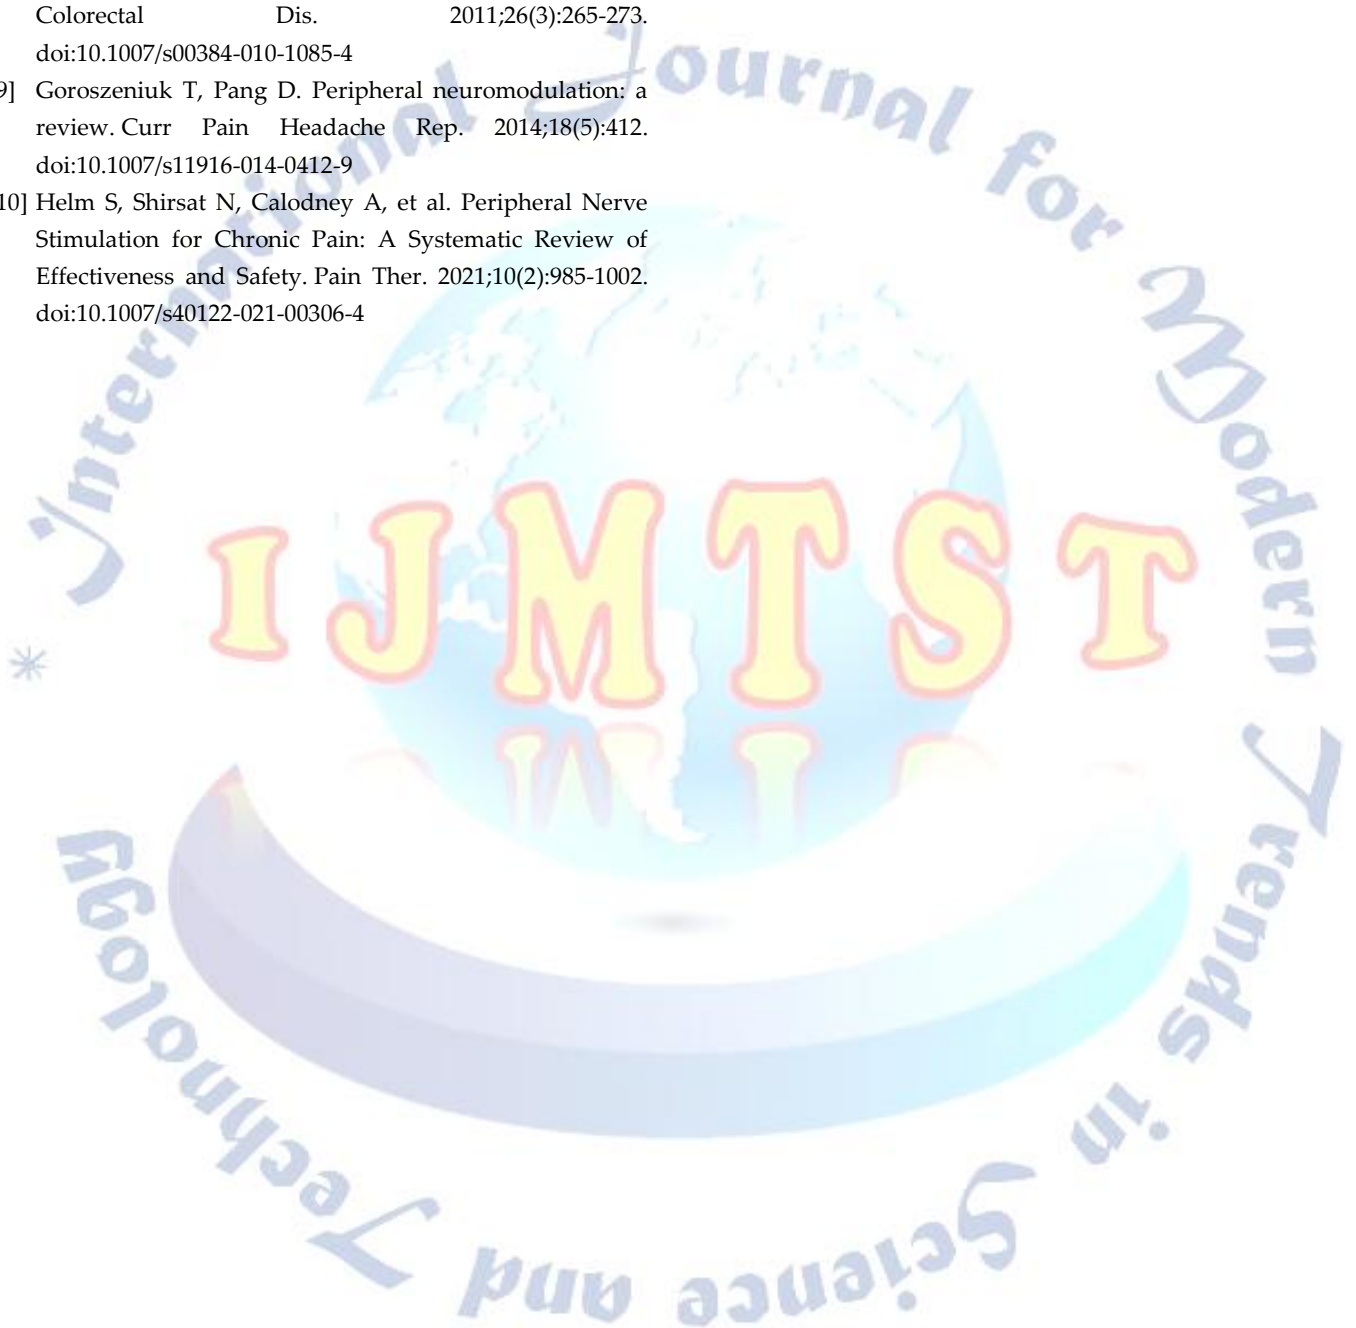 Colorectal Dis. 2011;26(3):265-273.
doi:10.1007/s00384-010-1085-4
9] Goroszeniuk T, Pang D. Peripheral neuromodulation: a
review. Curr Pain Headache Rep. 2014;18(5):412.
doi:10.1007/s11916-014-0412-9
10] Helm S, Shirsat N, Calodney A, et al. Peripheral Nerve
Stimulation for Chronic Pain: A Systematic Review of
Effectiveness and Safety. Pain Ther. 2021;10(2):985-1002.
doi:10.1007/s40122-021-00306-4
International Journal for Modern Trends in Science and Technology
IJMTST
*